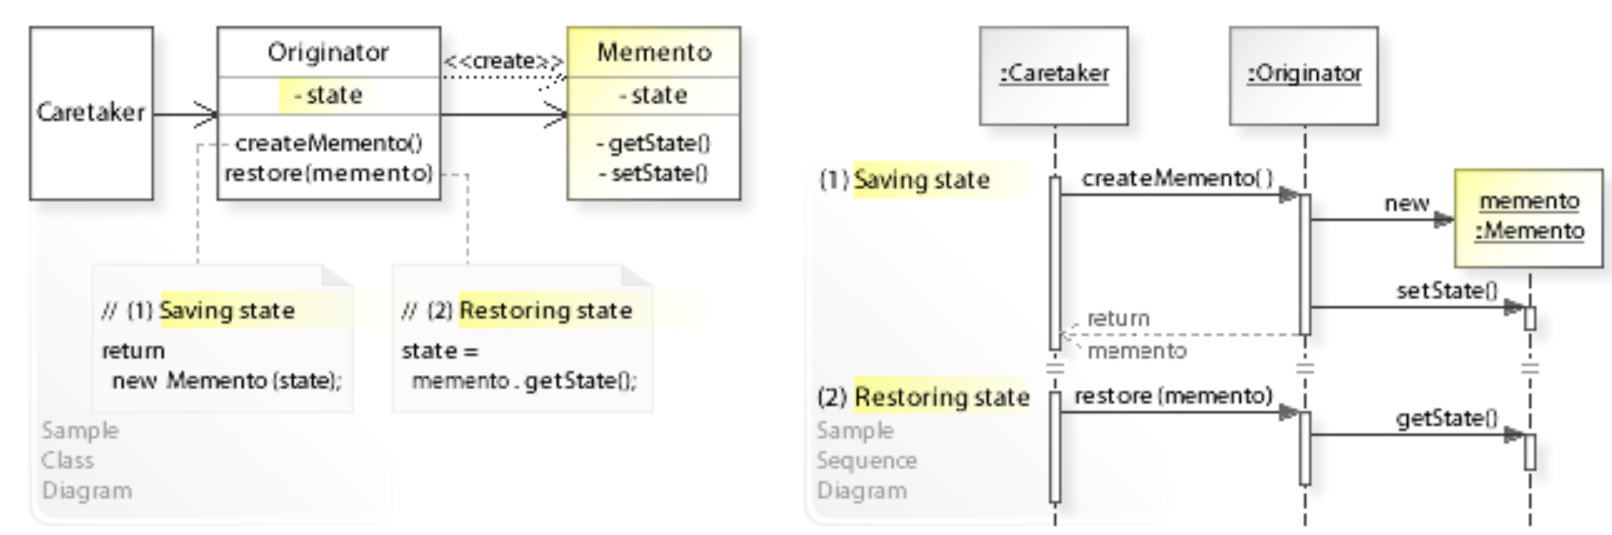 Caretaker
Originator
- state
createMemento()
restore(memento)
<<create>>
Memento
- state
- getState()
- setState()
// (1) Saving state
return
new Memento (state);
// (2) Restoring state
state =
memento . getState();
Sample
Class
Diagram
:Caretaker
:Originator
(1) Saving state
createMemento( )
new
memento
:Memento
setState()
return
memento
(2) Restoring state
restore (memento)
getState()
Sample
Sequence
Diagram